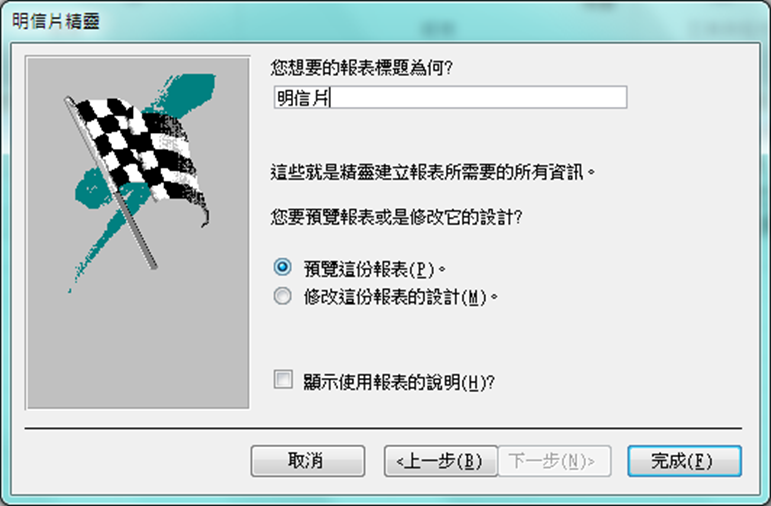 明信片精靈
您想要的報表標題為何?
明信片
這些就是精靈建立報表所需要的所有資訊。
您要預覽報表或是修改它的設計?
預覽這份報表(P)。
修改這份報表的設計(M)。
顯示使用報表的說明(H)?
取消
<上一步(B)
下一步(N)>
完成(F)